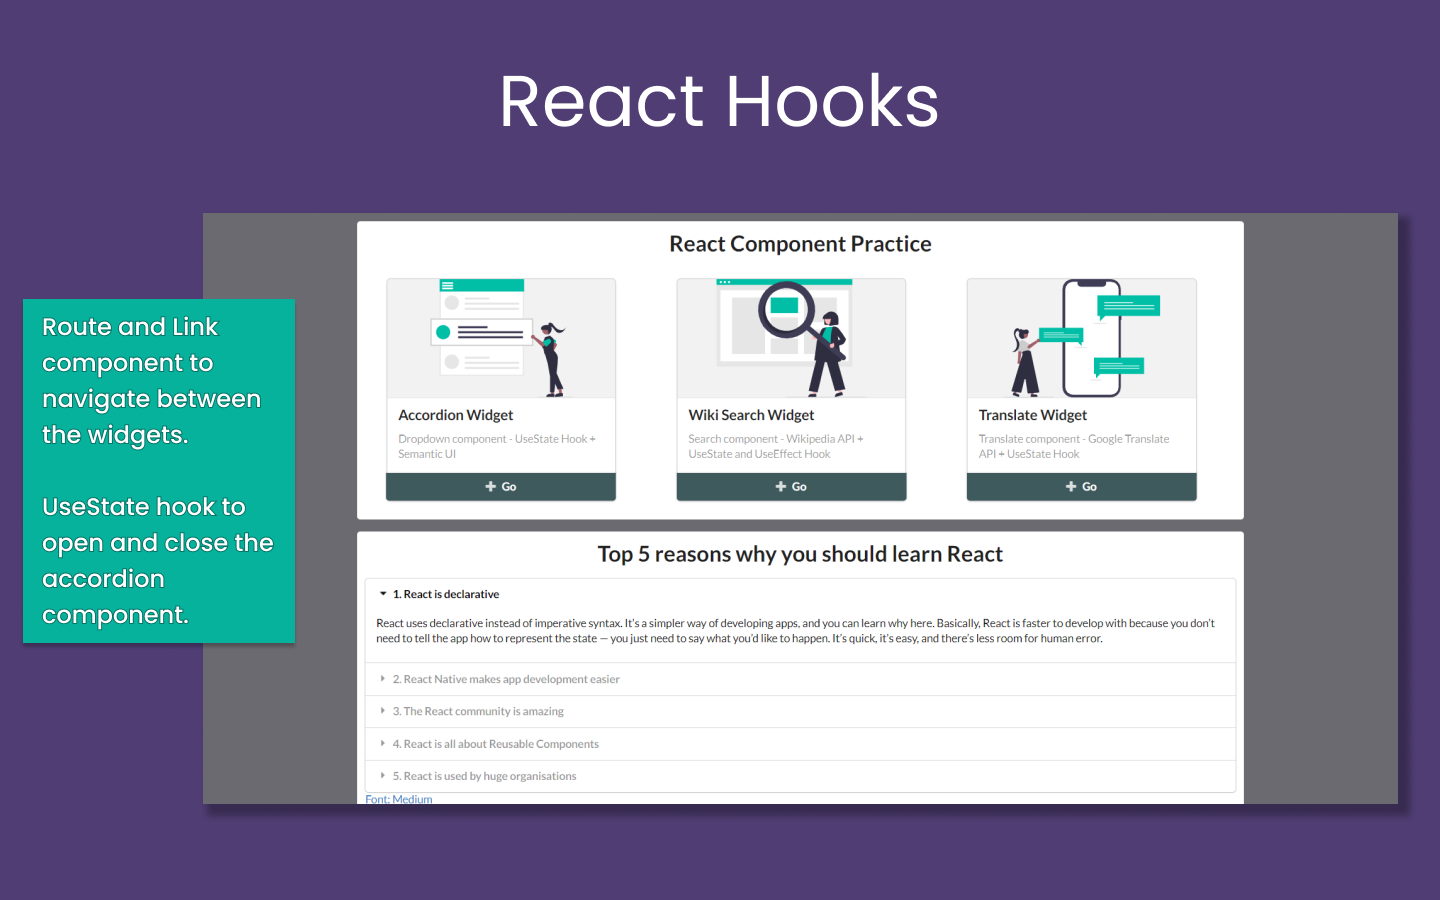 React Hooks
Route and Link
component to
navigate between
the widgets.
UseState hook to
open and close the
accordion
component.
React Component Practice
Accordion Widget
Dropdown component - UseState Hook +
Semantic UI
Go
Wiki Search Widget
Search component - Wikipedia API +
UseState and UseEffect Hook
Go
Translate Widget
Translate component - Google Translate
API + UseState Hook
Go
Top 5 reasons why you should learn React
1. React is declarative
React uses declarative instead of imperative syntax. It's a simpler way of developing apps, and you can learn why here. Basically, React is faster to develop with because you don't
need to tell the app how to represent the state — you just need to say what you'd like to happen. It's quick, it's easy, and there's less room for human error.
2. React Native makes app development easier
3. The React community is amazing
4. React is all about Reusable Components
5. React is used by huge organisations
Font: Medium